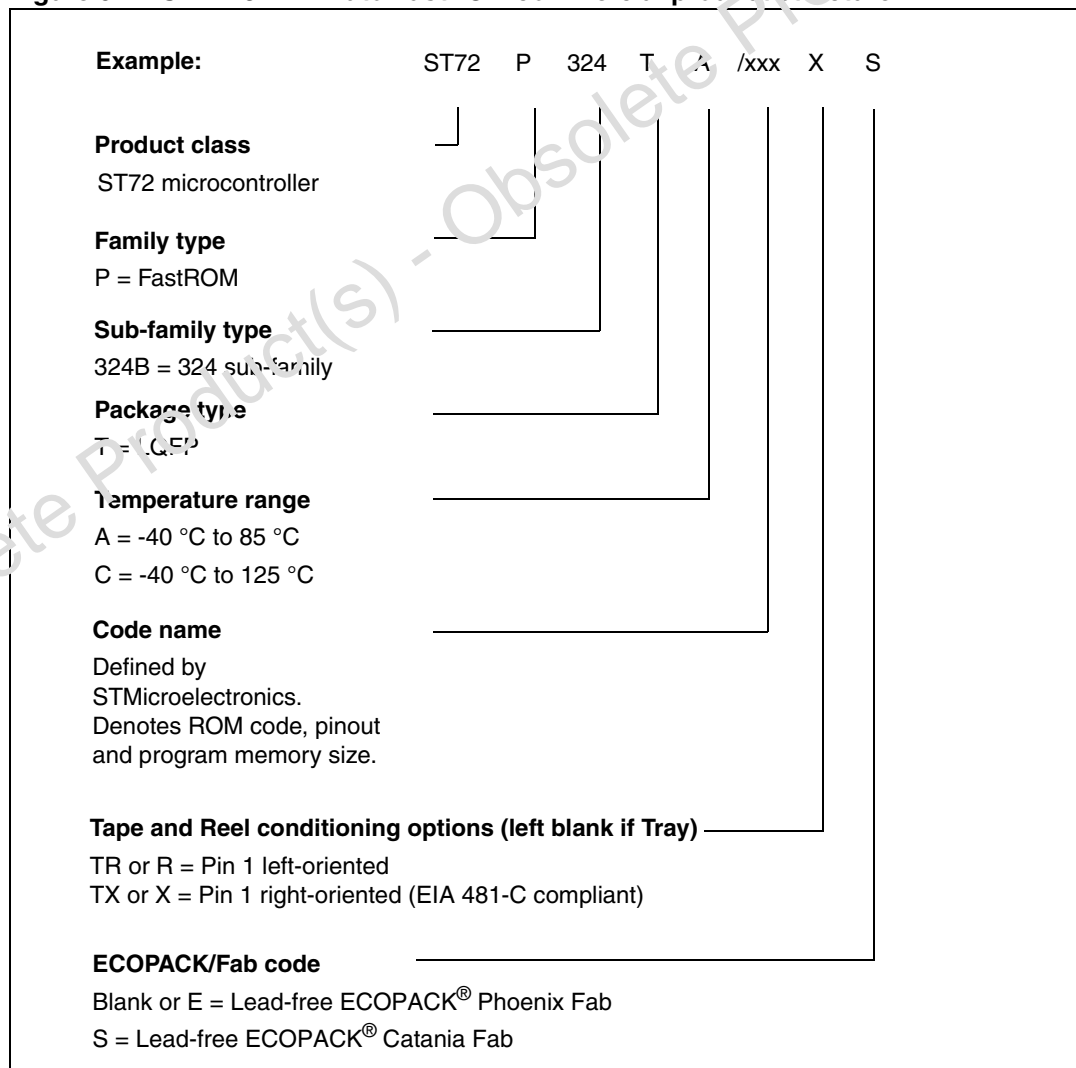 Example: ST72 P 324 T A /xxx X S
Product class
ST72 microcontroller
Family type
P = FastROM
Sub-family type
324B = 324 sub-family
Package type
T = LQFP
Temperature range
A = -40 °C to 85 °C
C = -40 °C to 125 °C
Code name
Defined by
STMicroelectronics.
Denotes ROM code, pinout
and program memory size.
Tape and Reel conditioning options (left blank if Tray)
TR or R = Pin 1 left-oriented
TX or X = Pin 1 right-oriented (EIA 481-C compliant)
ECOPACK/Fab code
Blank or E = Lead-free ECOPACK® Phoenix Fab
S = Lead-free ECOPACK® Catania Fab
Product(s) - Obsolete